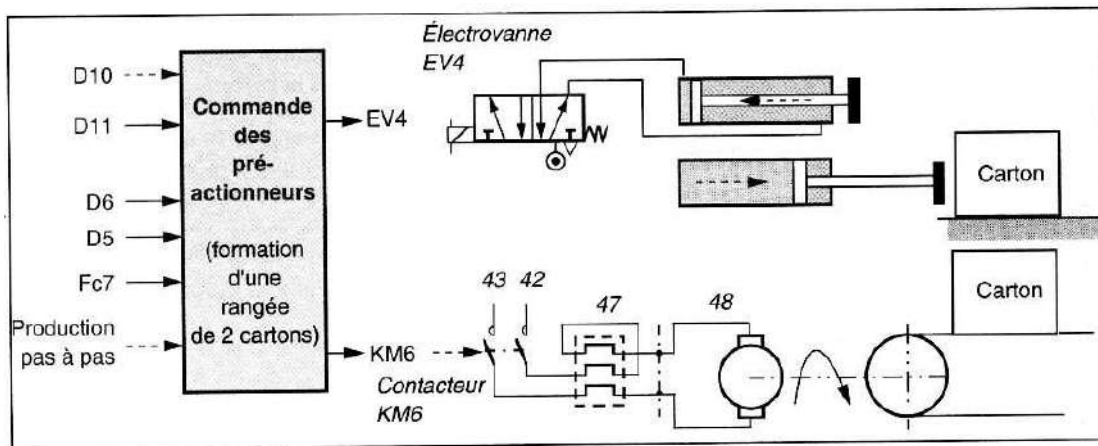 Électrovanne
EV4
D10
D11
D6
D5
Fc7
Production
pas à pas
Commande
des
pré-
actionneurs
(formation
d'une
rangée
de 2 cartons)
EV4
KM6
Contacteur
KM6
43
42
47
48
Carton
Carton